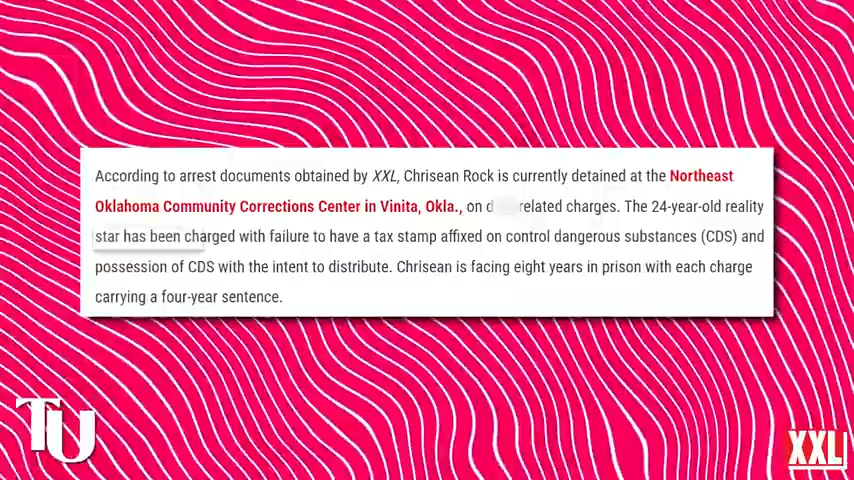 According to arrest documents obtained by XXL, Chrisean Rock is currently detained at the Northeast
Oklahoma Community Corrections Center in Vinita, Okla., on d related charges. The 24-year-old reality
star has been charged with failure to have a tax stamp affixed on control dangerous substances (CDS) and
possession of CDS with the intent to distribute. Chrisean is facing eight years in prison with each charge
carrying a four-year sentence.
TU
XXL